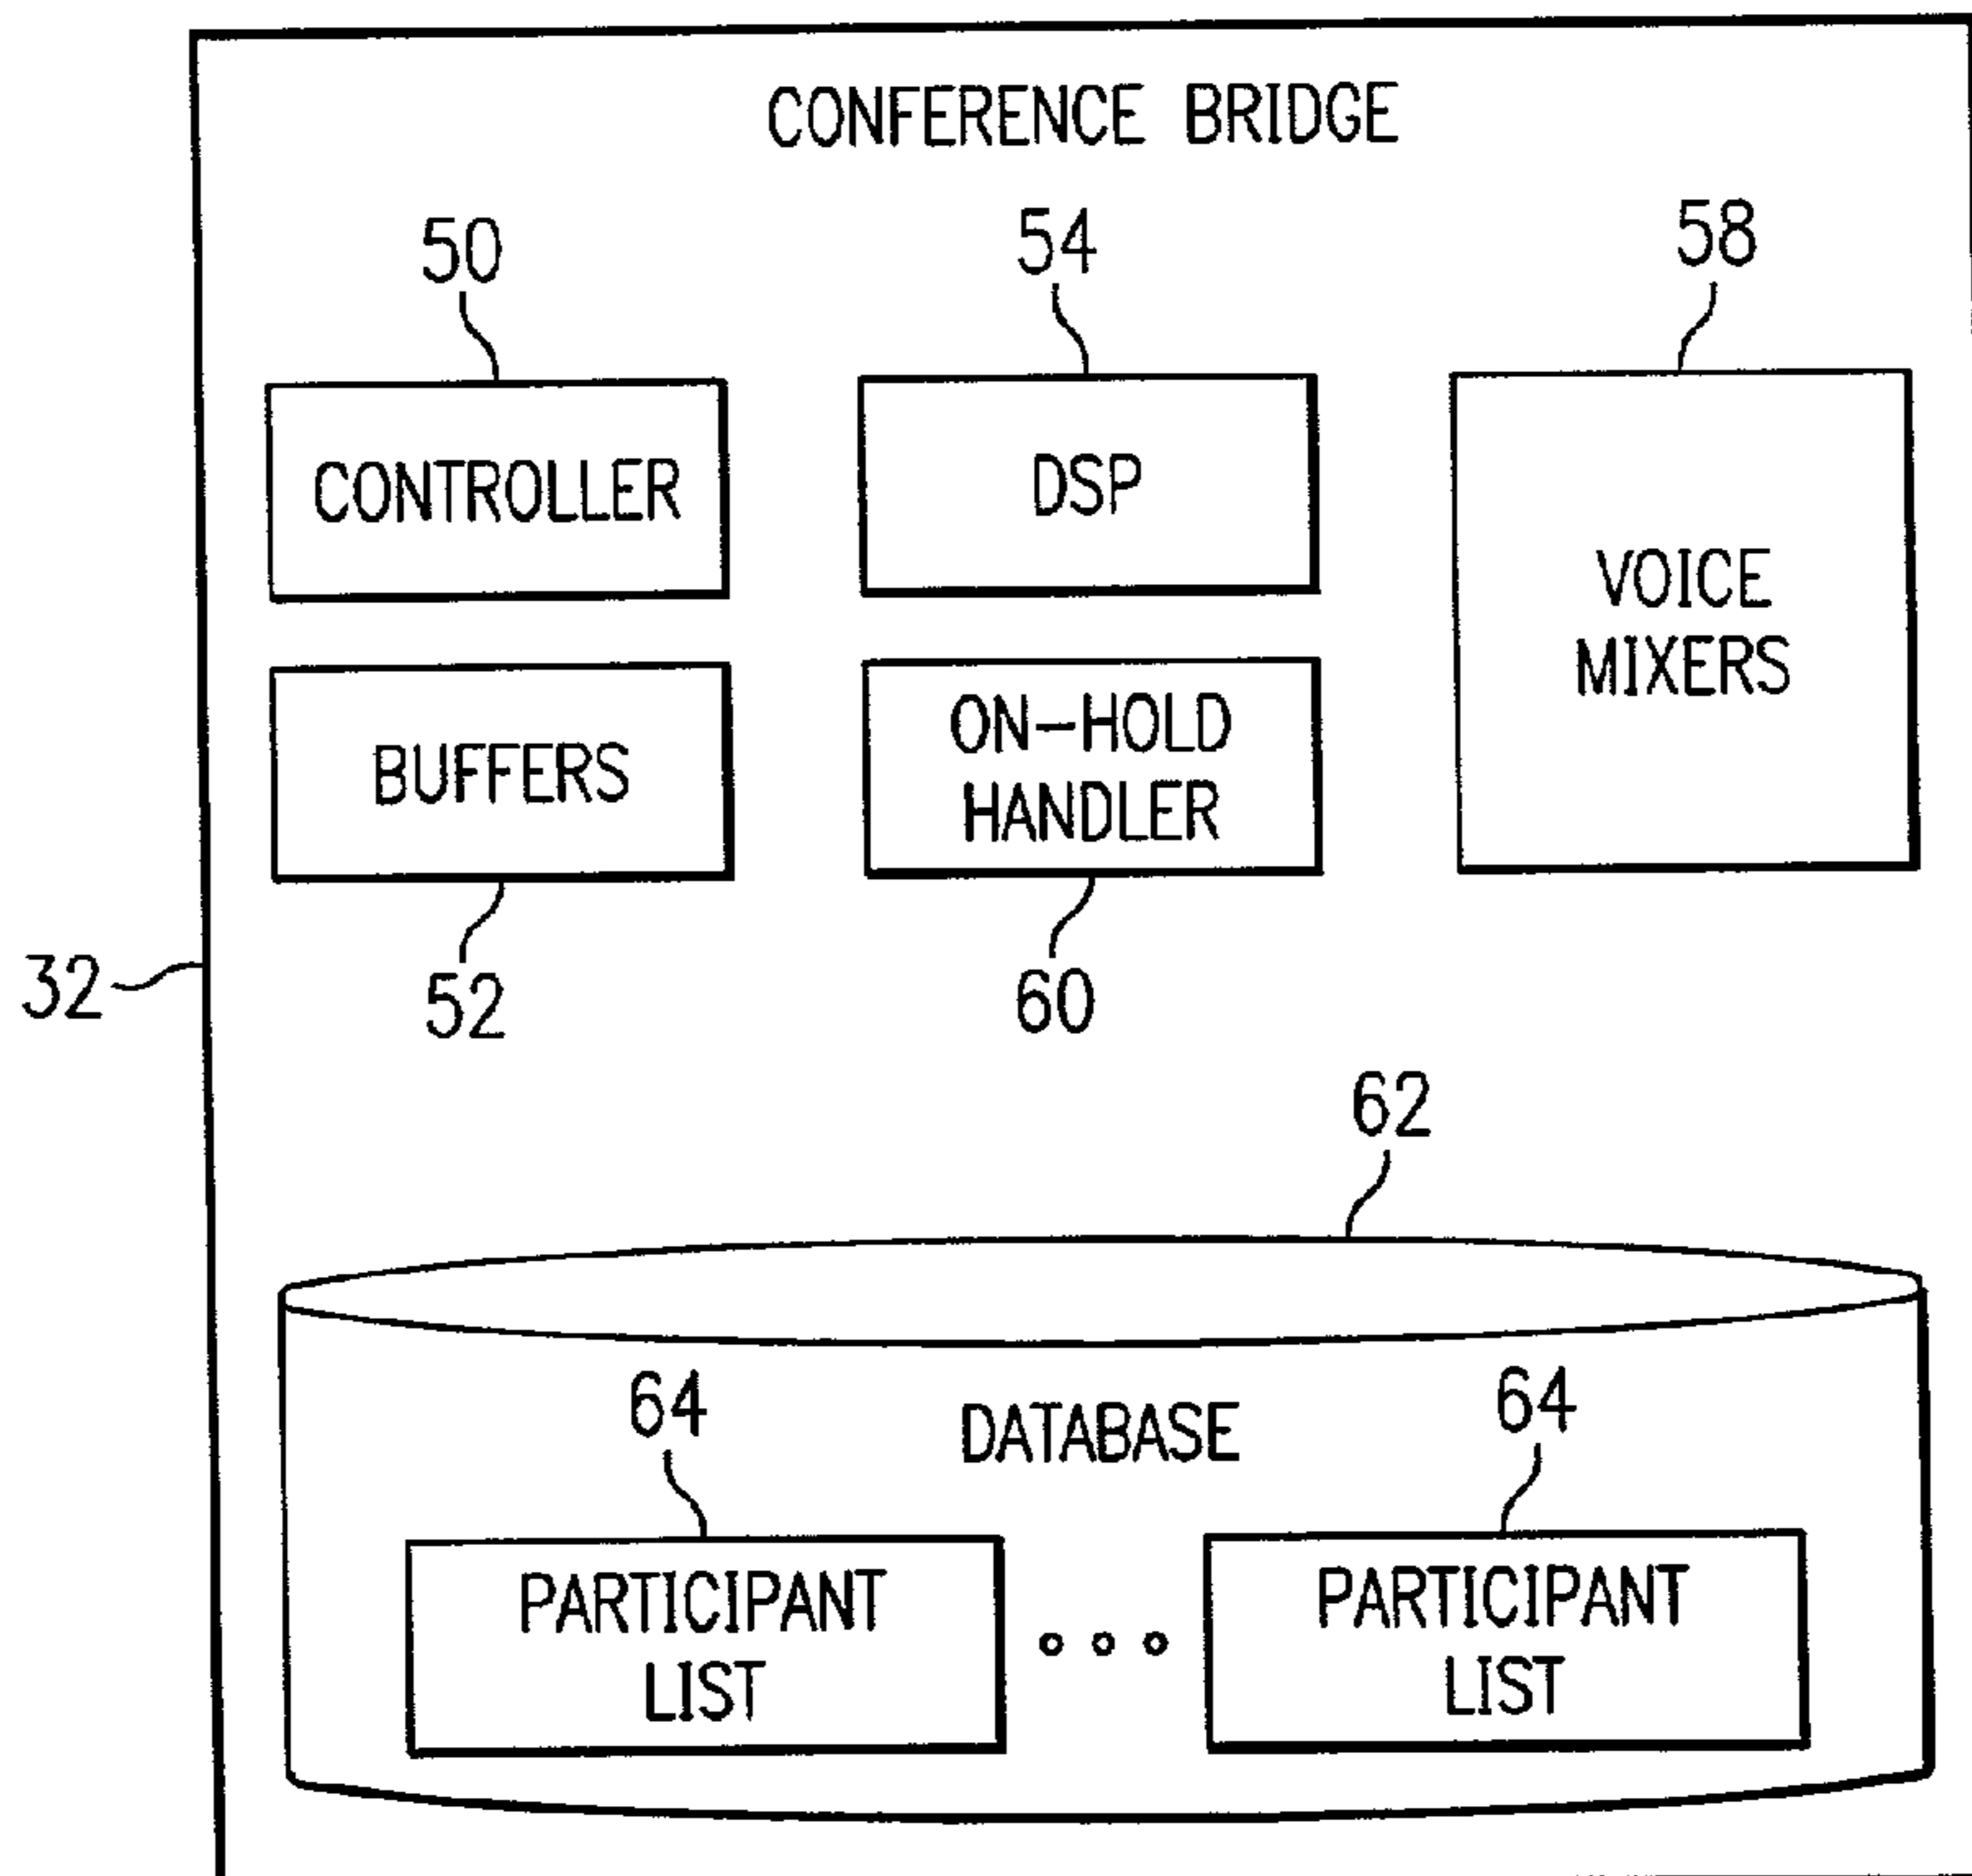 CONFERENCE BRIDGE
50
54
58
CONTROLLER
DSP
VOICE
MIXERS
BUFFERS
ON-HOLD
HANDLER
32
52
60
62
DATABASE
64
64
PARTICIPANT
LIST
PARTICIPANT
LIST